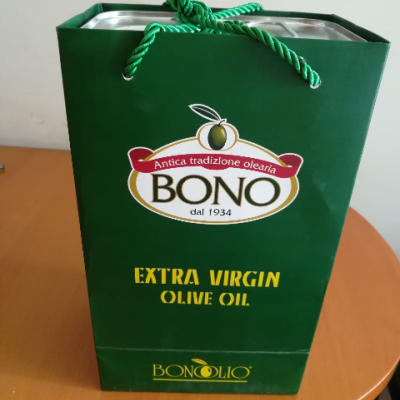 Antica tradizione olearia
BONO
dal 1934
EXTRA VIRGIN
OLIVE OIL
BONOLIO®